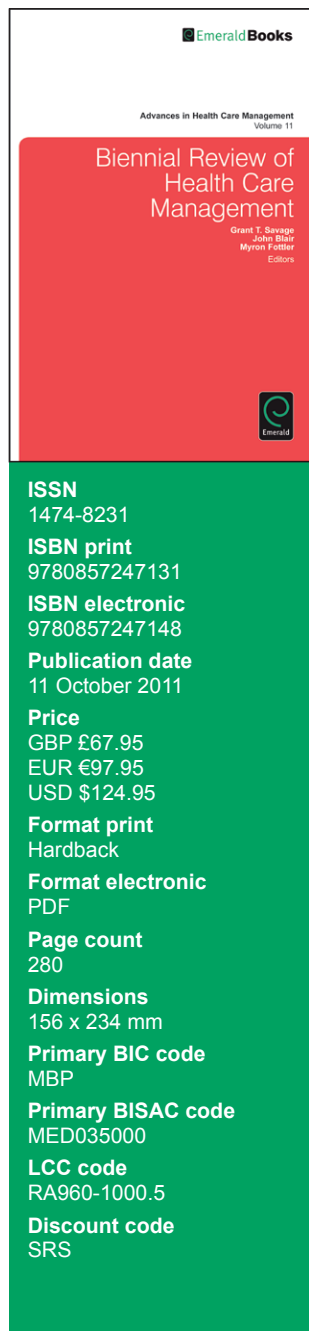 Emerald Books
Advances in Health Care Management
Volume 11
Biennial Review of
Health Care
Management
Grant T. Savage
John Blair
Myron Fottler
Editors
Emerald
ISSN
1474-8231
ISBN print
9780857247131
ISBN electronic
9780857247148
Publication date
11 October 2011
Price
GBP £67.95
EUR €97.95
USD $124.95
Format print
Hardback
Format electronic
PDF
Page count
280
Dimensions
156 x 234 mm
Primary BIC code
MBP
Primary BISAC code
MED035000
LCC code
RA960-1000.5
Discount code
SRS